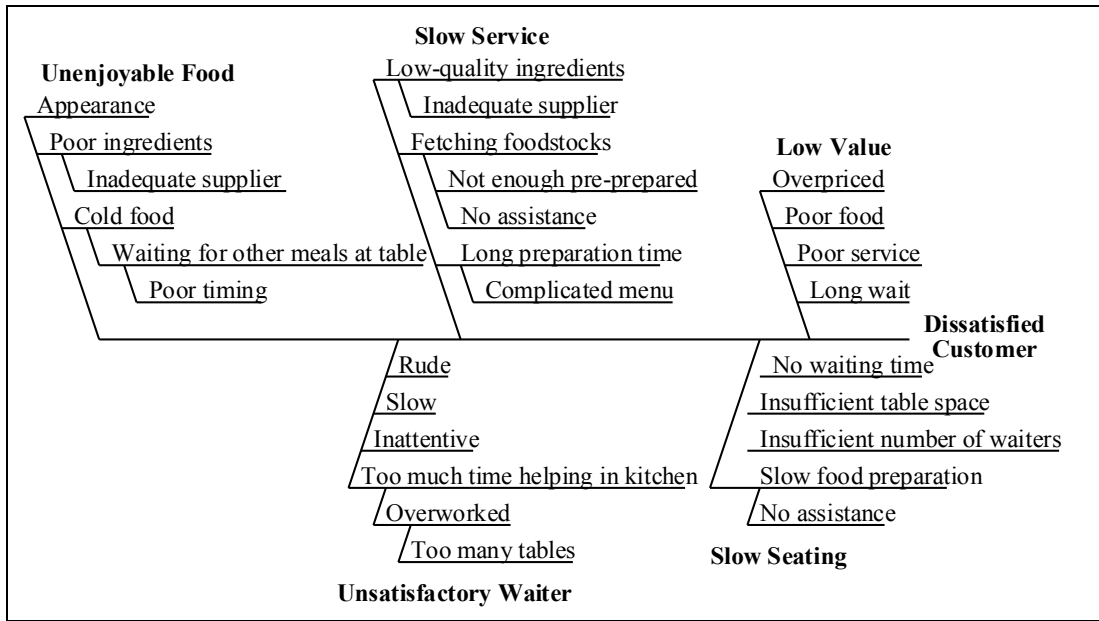 Slow Service
Low-quality ingredients
Inadequate supplier
Fetching foodstocks
Not enough pre-prepared
No assistance
Long preparation time
Complicated menu
Unenjoyable Food
Appearance
Poor ingredients
Inadequate supplier
Cold food
Waiting for other meals at table
Poor timing
Low Value
Overpriced
Poor food
Poor service
Long wait
Dissatisfied
Customer
Rude
Slow
Inattentive
Too much time helping in kitchen
Overworked
Too many tables
Unsatisfactory Waiter
No waiting time
Insufficient table space
Insufficient number of waiters
Slow food preparation
No assistance
Slow Seating